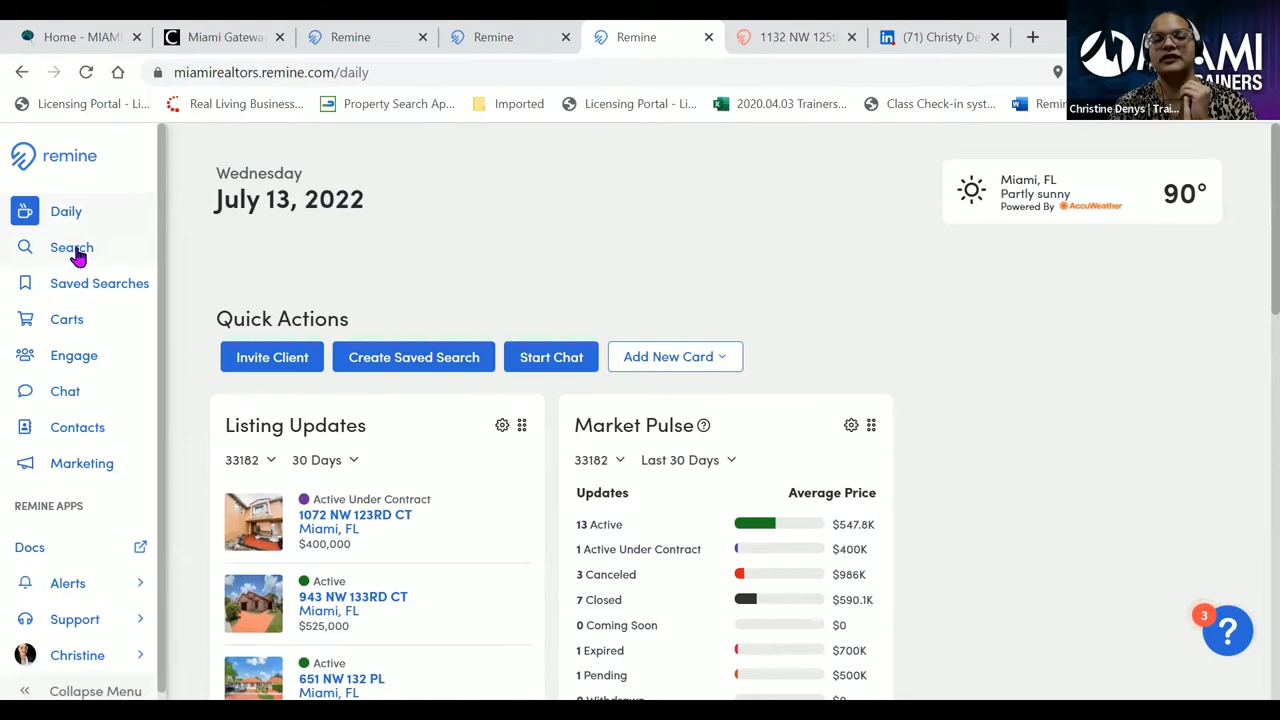 Home - MIAMI
Miami Gatewa
Remine
Remine
Remine
1132 NW 125t
(71) Christy De
miamirealtors.remine.com/daily
Licensing Portal - Li...
Real Living Business...
Property Search Ap...
Imported
Licensing Portal - Li...
2020.04.03 Trainers...
Class Check-in syst...
Remin
Christine Denys | Trai...
remine
Daily
Search
Saved Searches
Carts
Engage
Chat
Contacts
Marketing
REMINE APPS
Docs
Alerts
Support
Christine
Collapse Menu
Wednesday
July 13, 2022
Miami, FL
Partly sunny
Powered By AccuWeather
90°
Quick Actions
Invite Client
Create Saved Search
Start Chat
Add New Card
Listing Updates
33182 30 Days
Active Under Contract
1072 NW 123RD CT
Miami, FL
$400,000
Active
943 NW 133RD CT
Miami, FL
$525,000
Active
651 NW 132 PL
Miami, FL
Market Pulse ?
33182 Last 30 Days
Updates Average Price
13 Active $547.8K
1 Active Under Contract $400K
3 Canceled $986K
7 Closed $590.1K
0 Coming Soon $0
1 Expired $700K
1 Pending $500K
3
?